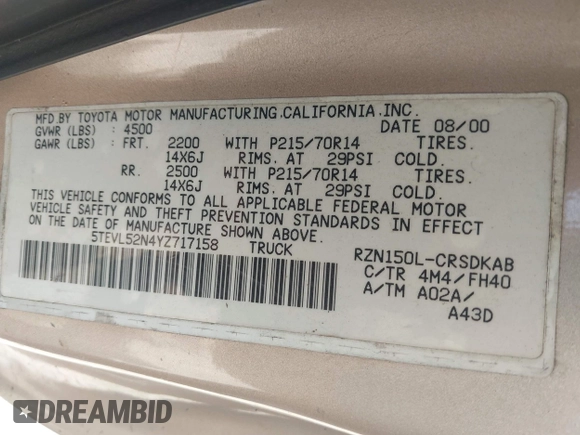 MFD.BY TOYOTA MOTOR MANUFACTURING.CALIFORNIA.INC.
GVWR (LBS): 4500 DATE 08/00
GAWR (LBS): FRT. 2200 WITH P215/70R14 TIRES.
14X6J RIMS. AT 29PSI COLD.
RR. 2500 WITH P215/70R14 TIRES.
14X6J RIMS. AT 29PSI COLD.
THIS VEHICLE CONFORMS TO ALL APPLICABLE FEDERAL MOTOR
VEHICLE SAFETY AND THEFT PREVENTION STANDARDS IN EFFECT
ON THE DATE OF MANUFACTURE SHOWN ABOVE.
5TEVL52N4YZ717158 TRUCK
RZN150L-CRSDKAB
C/TR 4M4/FH40
A/TM A02A/
A43D
DREAMBID